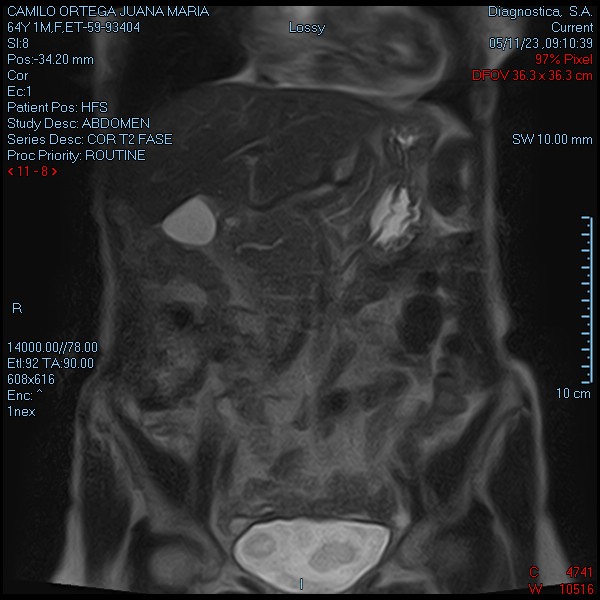 CAMILO ORTEGA JUANA MARIA
64Y 1M,F,ET-59-93404
Sl:8
Pos:-34.20 mm
Cor
Ec:1
Patient Pos: HFS
Study Desc: ABDOMEN
Series Desc: COR T2 FASE
Proc Priority: ROUTINE
< 11 - 8 >
Lossy
Diagnostica, S.A.
Current
05/11/23 ,09:10:39
97% Pixel
DFOV 36.3 x 36.3 cm
SW 10.00 mm
R
14000.00//78.00
Etl:92 TA:90.00
608x616
Enc: ^
1nex
10 cm
I
C 4741
W 10516